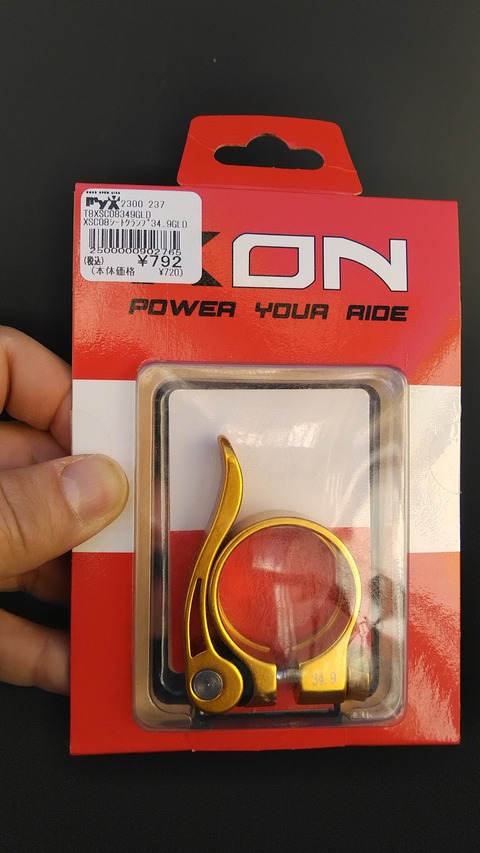 2300 237
TBXSC08349GLD
XSC08シートクランプ34.9GLD
2500000902765
(税込) ¥792
(本体価格 ¥720)
XON
POWER YOUR RIDE
34.9